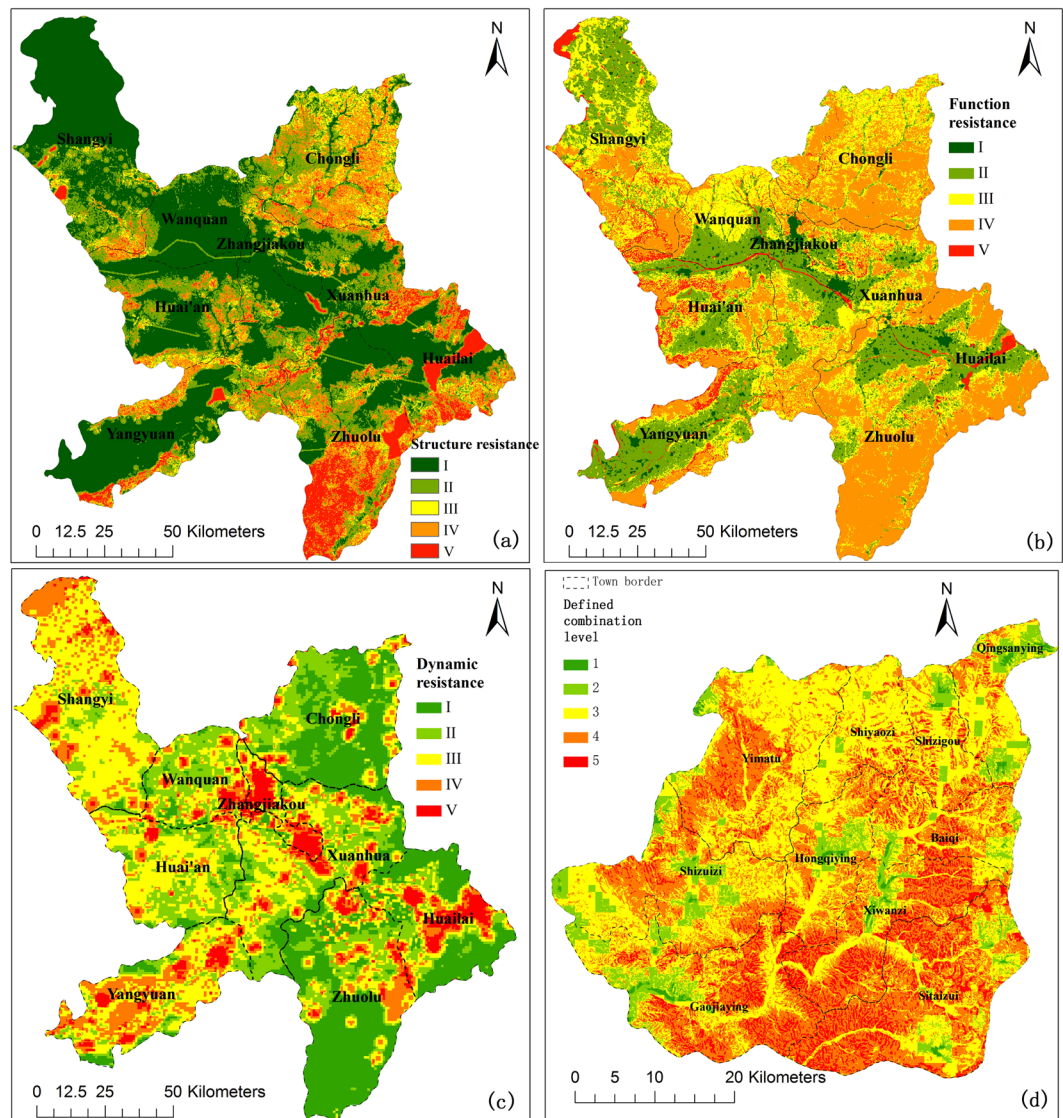 N
Shangyi
Chongli
Wanquan
Zhangjiakou
Huai'an
Xuanhua
Huailai
Yangyuan
Zhuolu
Structure resistance
I
II
III
IV
V
0 12.5 25 50 Kilometers
(a)
N
Function
resistance
I
II
III
IV
V
Shangyi
Chongli
Wanquan
Zhangjiakou
Huai'an
Xuanhua
Huailai
Yangyuan
Zhuolu
0 12.5 25 50 Kilometers
(b)
N
Dynamic
resistance
I
II
III
IV
V
Shangyi
Chongli
Wanquan
Zhangjiakou
Huai'an
Xuanhua
Huailai
Yangyuan
Zhuolu
0 12.5 25 50 Kilometers
(c)
Town border
Defined
combination
level
1
2
3
4
5
N
Qingsanying
Shiyaozi
Shizigou
Yimatu
Baiqi
Hongqiying
Shizuizi
Xiwanzi
Gaojiaying
Sitaizui
0 5 10 20 Kilometers
(d)